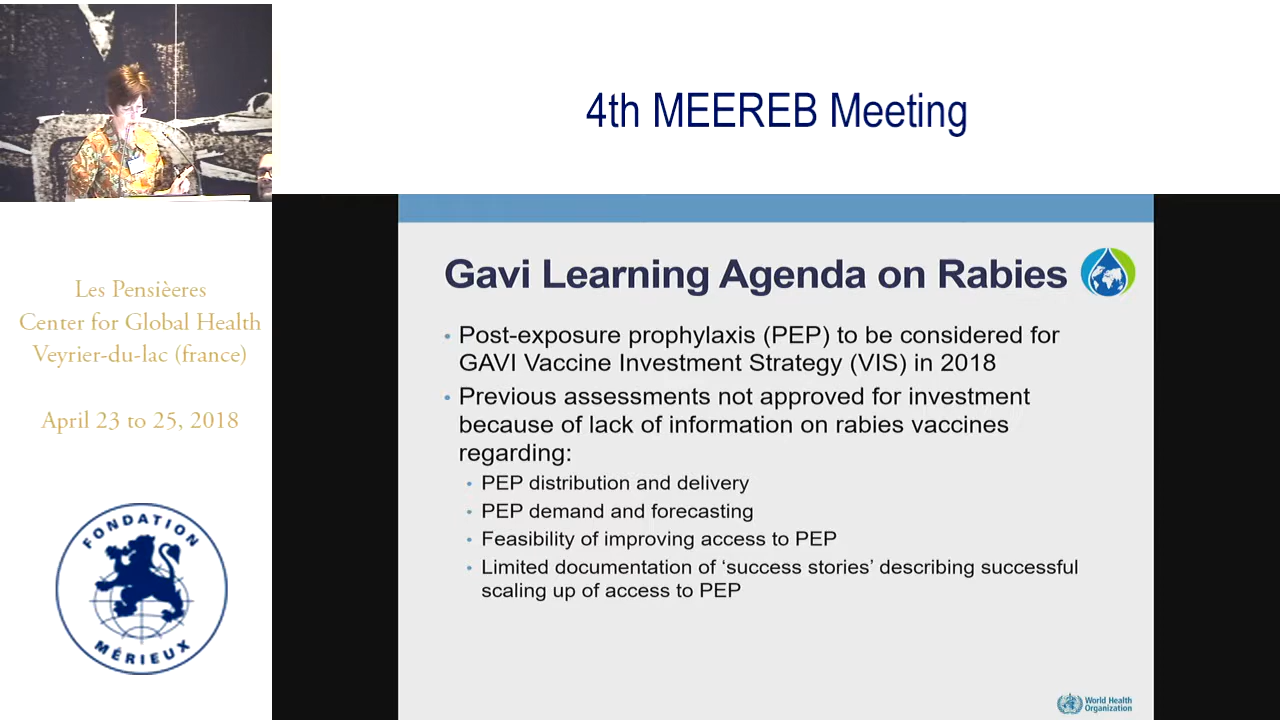 4th MEEREB Meeting
Les Pensièeres
Center for Global Health
Veyrier-du-lac (france)
April 23 to 25, 2018
FONDATION
MÉRIEUX
Gavi Learning Agenda on Rabies
• Post-exposure prophylaxis (PEP) to be considered for
GAVI Vaccine Investment Strategy (VIS) in 2018
• Previous assessments not approved for investment
because of lack of information on rabies vaccines
regarding:
• PEP distribution and delivery
• PEP demand and forecasting
• Feasibility of improving access to PEP
• Limited documentation of ‘success stories’ describing successful
scaling up of access to PEP
World Health
Organization